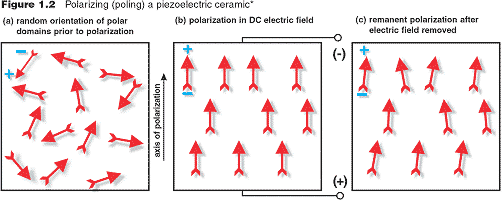 Figure 1.2 Polarizing (poling) a piezoelectric ceramic*
(a) random orientation of polar
domains prior to polarization
(b) polarization in DC electric field
(c) remanent polarization after
electric field removed
−
+
axis of polarization
+
−
(-)
(+)
+
−